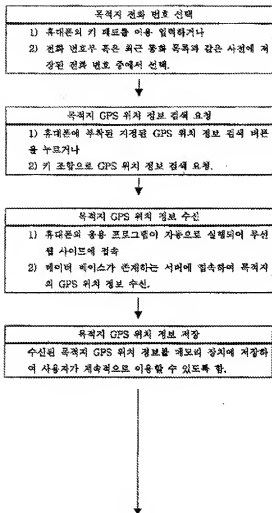 목적지 전화 번호 선택
1) 휴대폰의 키 패드를 이용 입력하거나
2) 전화 번호부 혹은 최근 통화 목록과 같은 사전에 저
장된 전화 번호 중에서 선택.
목적지 GPS 위치 정보 검색 요청
1) 휴대폰에 부착된 지정된 GPS 위치 정보 검색 버튼
을 누르거나
2) 키 조합으로 GPS 위치 정보 검색 요청.
목적지 GPS 위치 정보 수신
1) 휴대폰의 응용 프로그램이 자동으로 실행되어 무선
웹 사이트에 접속
2) 데이터 베이스가 존재하는 서버에 접속하여 목적지
의 GPS 위치 정보 수신.
목적지 GPS 위치 정보 저장
수신된 목적지 GPS 위치 정보를 메모리 장치에 저장하
여 사용자가 계속적으로 이용할 수 있도록 함.